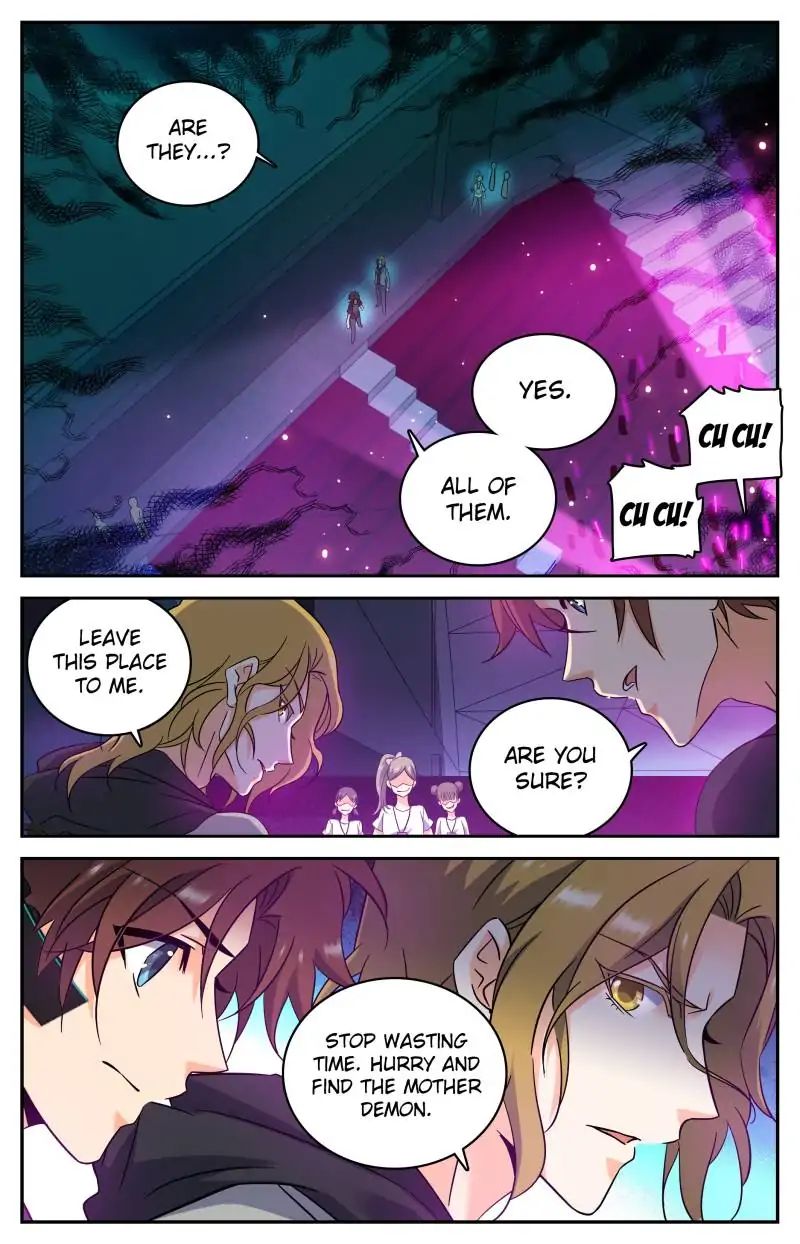 ARE
THEY...?
YES.
ALL OF
THEM.
CU CU!
CU CU!
LEAVE
THIS PLACE
TO ME.
ARE YOU
SURE?
STOP WASTING
TIME. HURRY AND
FIND THE MOTHER
DEMON.